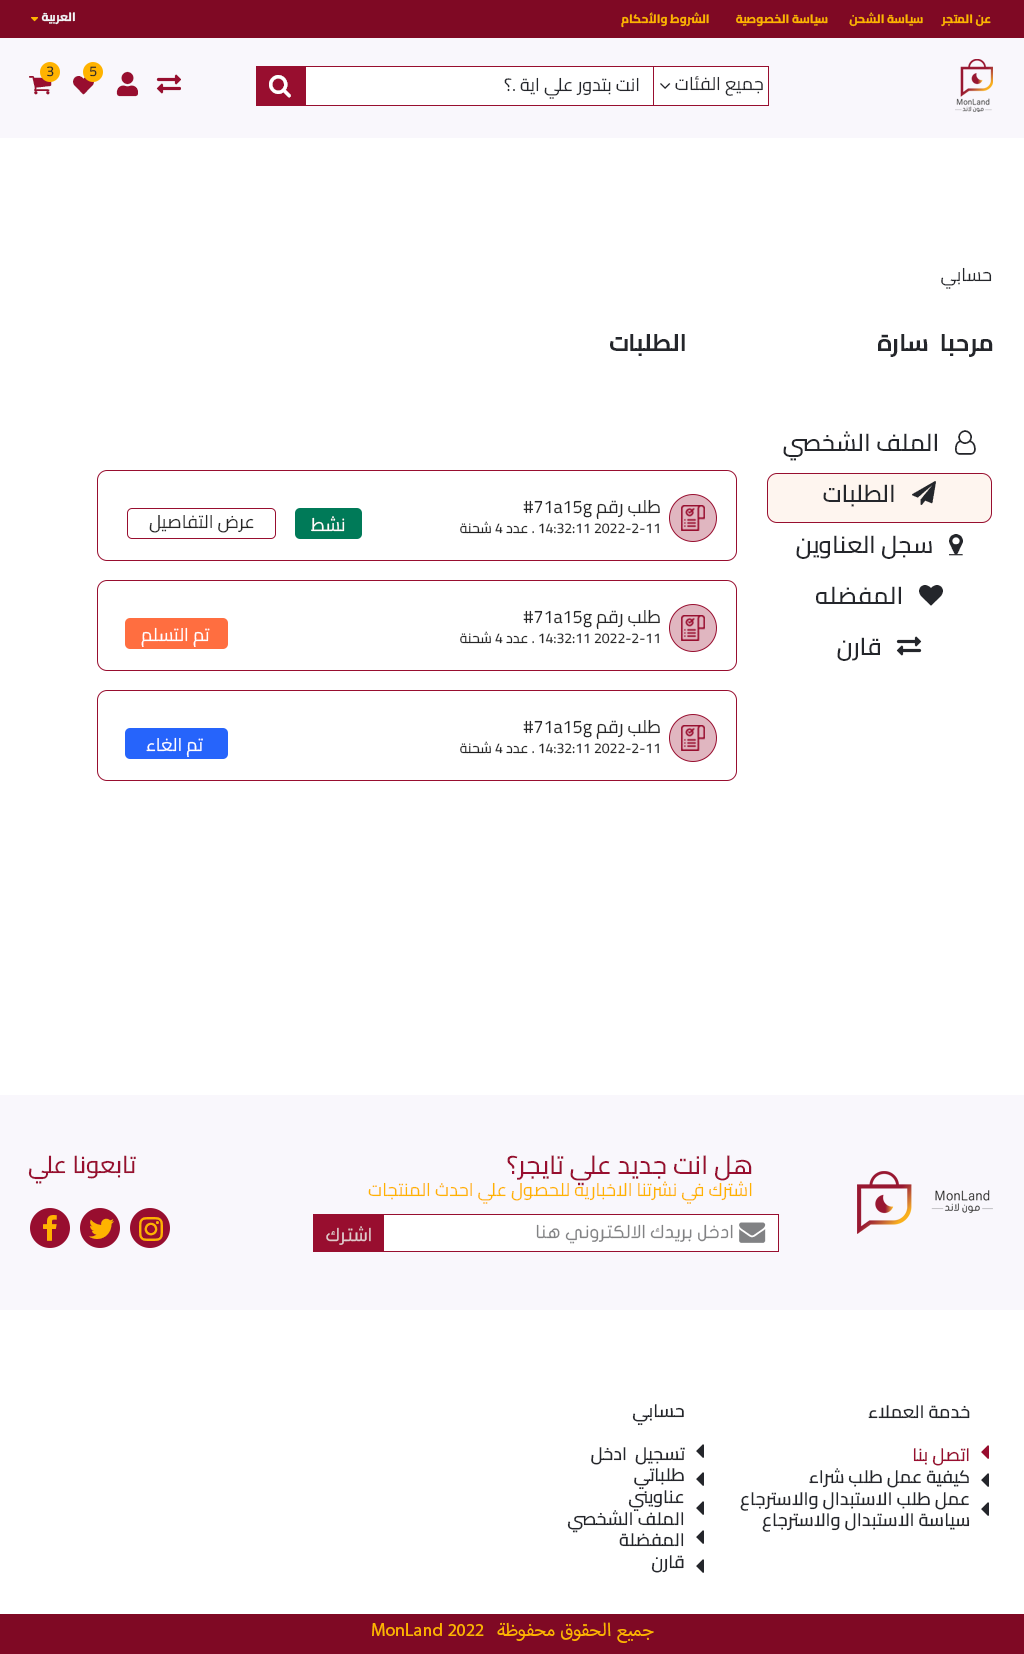 عن المتجر
سياسة الشحن
سياسة الخصوصية
الشروط والأحكام
العربية
MonLand
مون لاند
جميع الفئات
انت بتدور علي اية .؟
5
3
حسابي
مرحبا سارة
الطلبات
الملف الشخصي
الطلبات
سجل العناوين
المفضله
قارن
طلب رقم 71a15g#
2022-2-11 14:32:11 . عدد 4 شحنة
نشط
عرض التفاصيل
طلب رقم 71a15g#
2022-2-11 14:32:11 . عدد 4 شحنة
تم التسلم
طلب رقم 71a15g#
2022-2-11 14:32:11 . عدد 4 شحنة
تم الغاء
MonLand
مون لاند
هل انت جديد علي تايجر؟
اشترك في نشرتنا الاخبارية للحصول علي احدث المنتجات
ادخل بريدك الالكتروني هنا
اشترك
تابعونا علي
خدمة العملاء
اتصل بنا
كيفية عمل طلب شراء
عمل طلب الاستبدال والاسترجاع
سياسة الاستبدال والاسترجاع
حسابي
تسجيل ادخل
طلباتي
عناويني
الملف الشخصي
المفضلة
قارن
جميع الحقوق محفوظة MonLand 2022